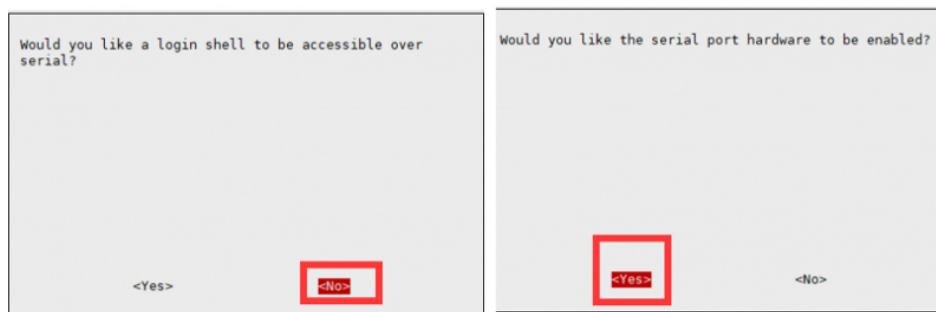 Would you like a login shell to be accessible over
serial?
<Yes>
<No>
Would you like the serial port hardware to be enabled?
<Yes>
<No>